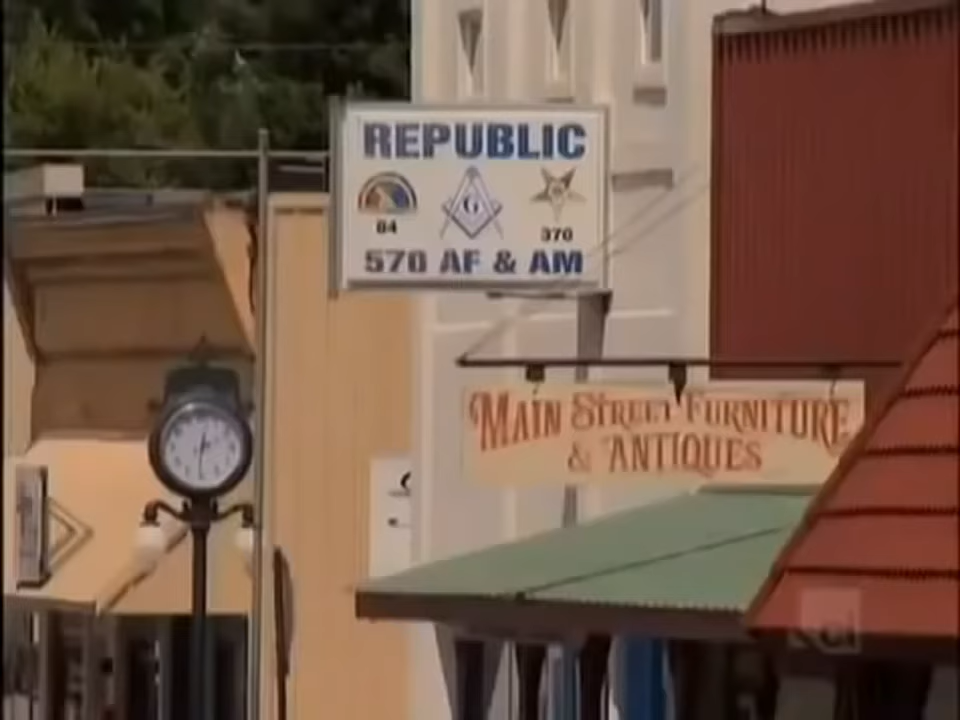 REPUBLIC
G
84
370
570 AF & AM
MAIN STREET FURNITURE
& ANTIQUES